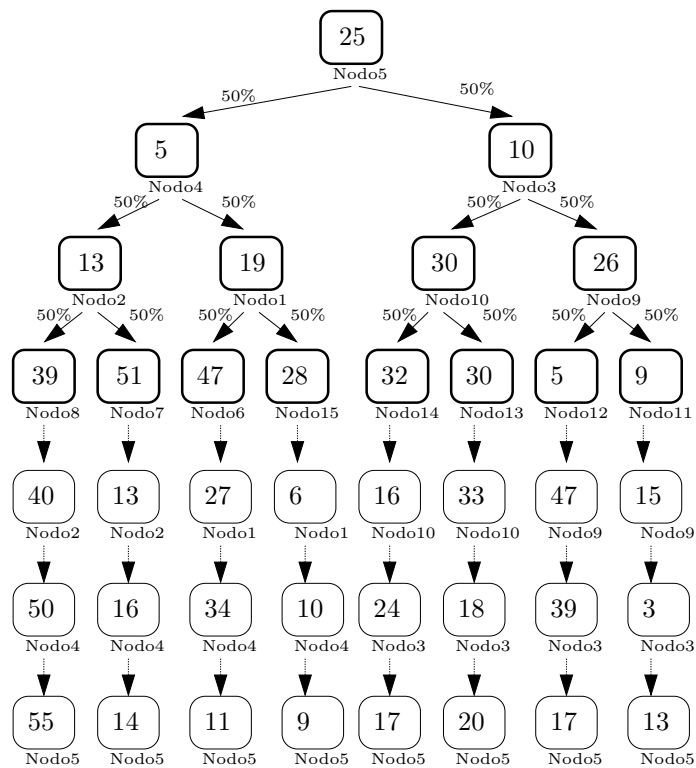 25
Nodo5
50% 50%
5 10
Nodo4 Nodo3
50% 50% 50% 50%
13 19 30 26
Nodo2 Nodo1 Nodo10 Nodo9
50% 50% 50% 50% 50% 50% 50% 50%
39 51 47 28 32 30 5 9
Nodo8 Nodo7 Nodo6 Nodo15 Nodo14 Nodo13 Nodo12 Nodo11
40 13 27 6 16 33 47 15
Nodo2 Nodo2 Nodo1 Nodo1 Nodo10 Nodo10 Nodo9 Nodo9
50 16 34 10 24 18 39 3
Nodo4 Nodo4 Nodo4 Nodo4 Nodo3 Nodo3 Nodo3 Nodo3
55 14 11 9 17 20 17 13
Nodo5 Nodo5 Nodo5 Nodo5 Nodo5 Nodo5 Nodo5 Nodo5